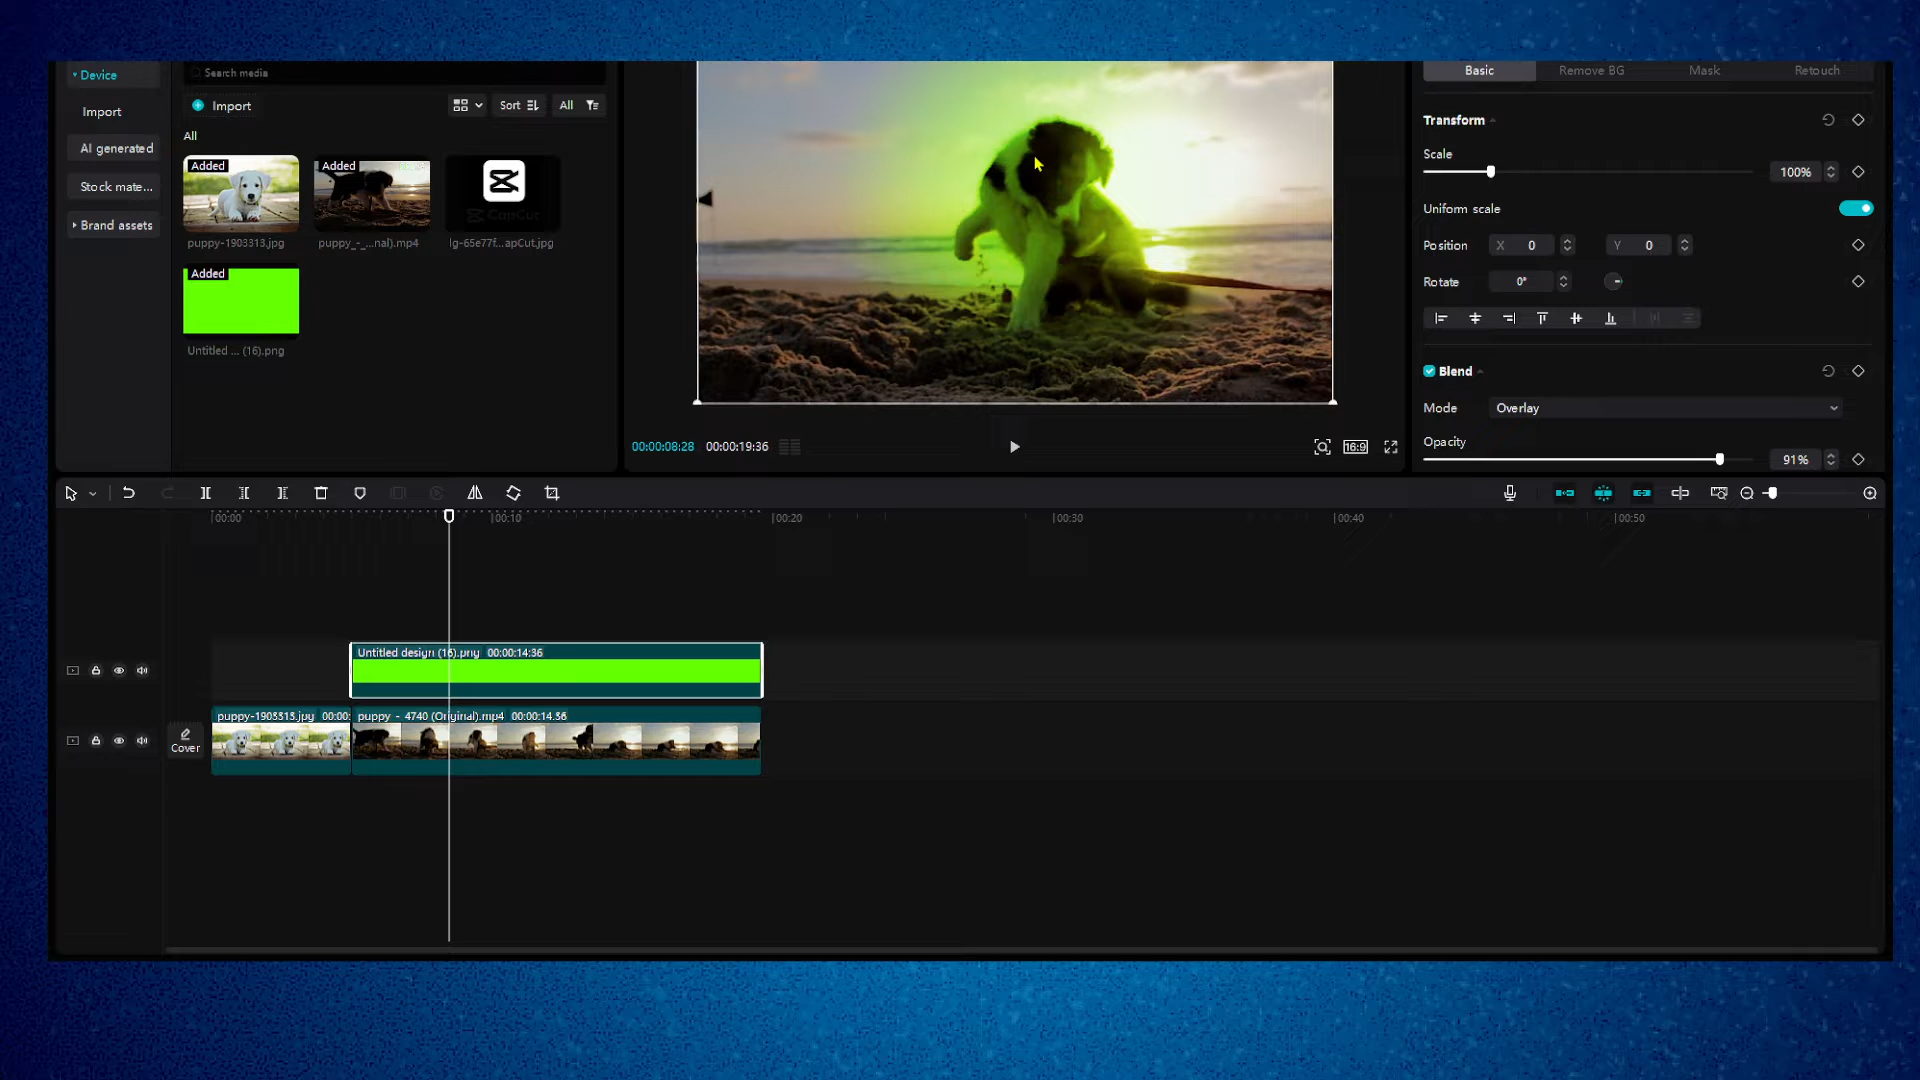 Device
Search media
Basic
Remove BG
Mask
Retouch
Import
Import
Sort
All
Transform
All
AI generated
Scale
Added
Added
100%
Stock mate...
CapCut
Uniform scale
Brand assets
puppy-1903313.jpg
puppy_-_...nal).mp4
lg-65e77f...apCut.jpg
Position
X 0
Y 0
Added
Rotate
0°
Untitled ... (16).png
Blend
Mode
Overlay
Opacity
00:00:08:28
00:00:19:36
16:9
91%
00:00
00:10
00:20
00:30
00:40
00:50
Untitled design (16).png 00:00:14:36
puppy-1903313.jpg 00:00:
puppy - 4740 (Original).mp4 00:00:14:36
Cover